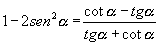 1 - 2sen²α = (cot α - tgα)/(tgα + cot α)